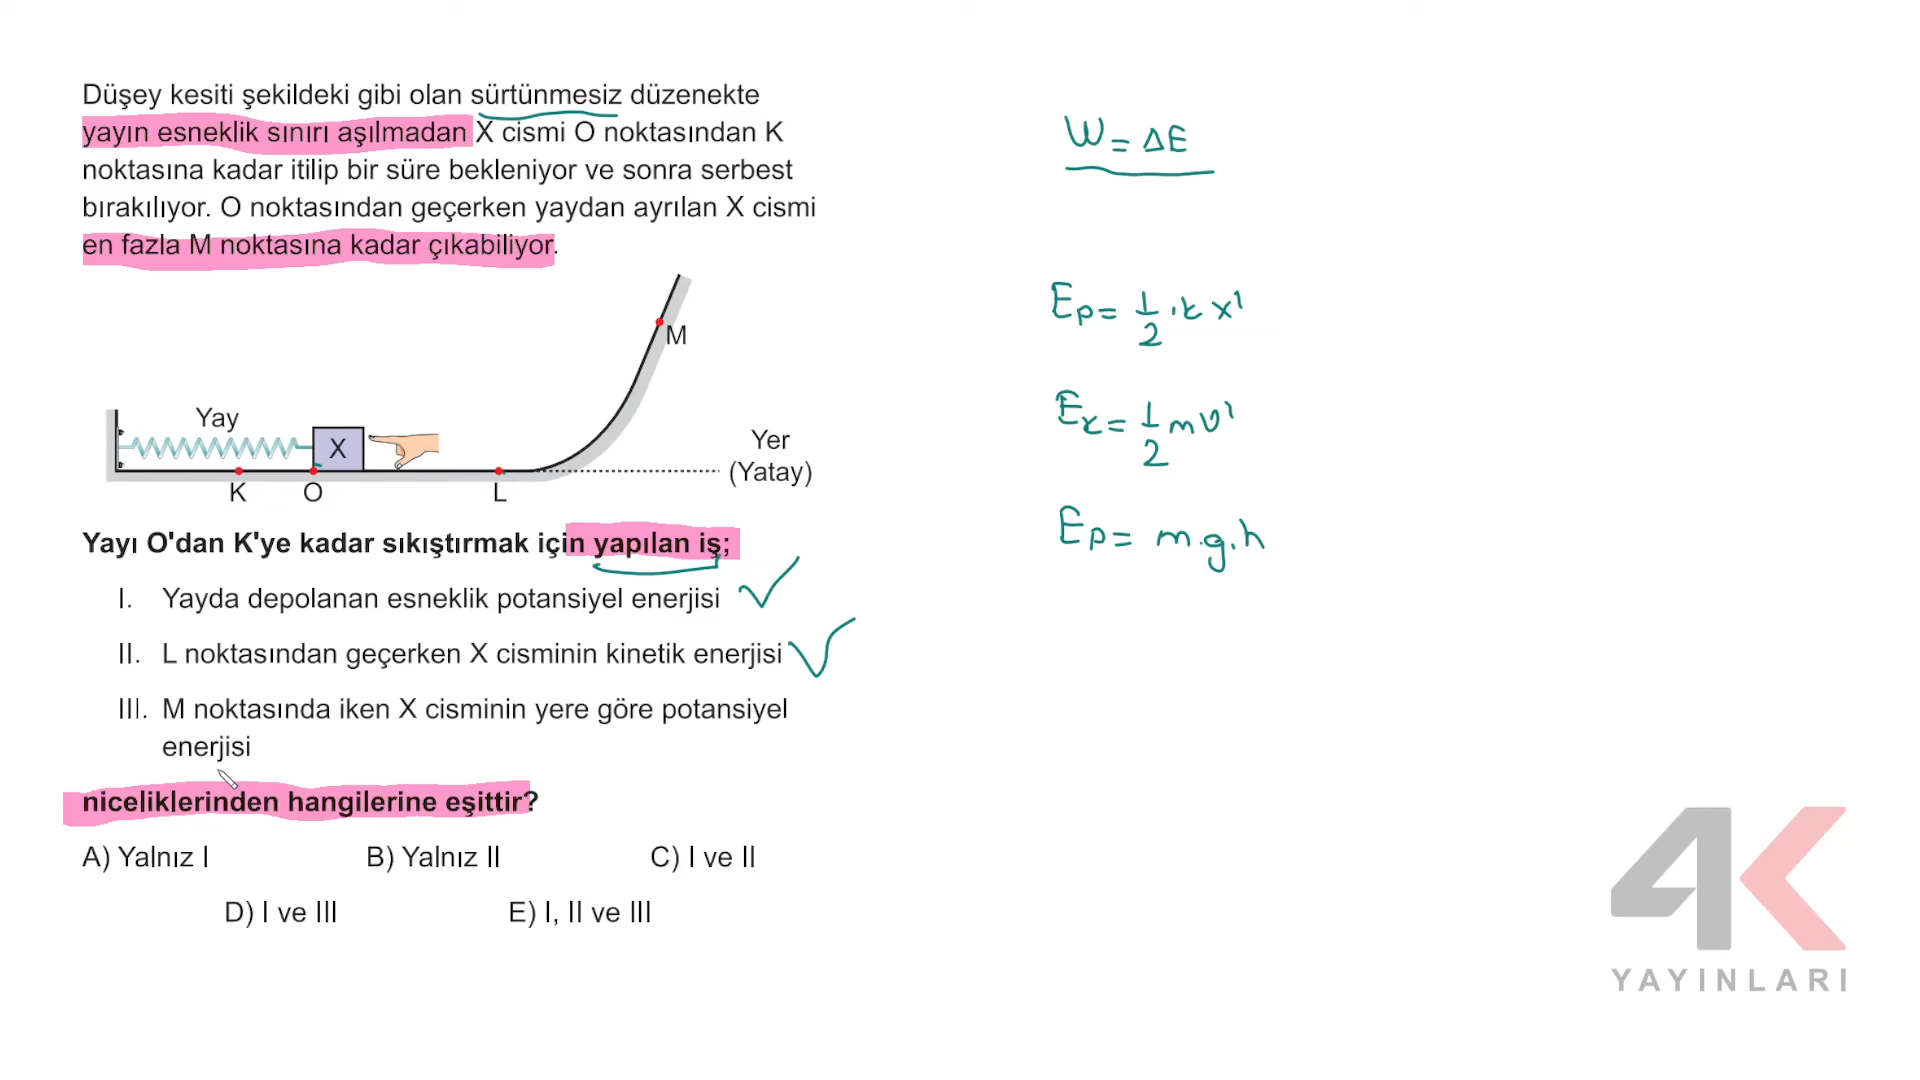 Düşey kesiti şekildeki gibi olan sürtünmesiz düzenekte
yayın esneklik sınırı aşılmadan X cismi O noktasından K
noktasına kadar itilip bir süre bekleniyor ve sonra serbest
bırakılıyor. O noktasından geçerken yaydan ayrılan X cismi
en fazla M noktasına kadar çıkabiliyor.
M
Yay
X
Yer
(Yatay)
K O L
Yayı O'dan K'ye kadar sıkıştırmak için yapılan iş;
I. Yayda depolanan esneklik potansiyel enerjisi
II. L noktasından geçerken X cisminin kinetik enerjisi
III. M noktasında iken X cisminin yere göre potansiyel
enerjisi
niceliklerinden hangilerine eşittir?
A) Yalnız I B) Yalnız II C) I ve II
D) I ve III E) I, II ve III
W = ΔE
Ep = 1/2 . k x²
Ek = 1/2 m v²
Ep = m.g.h
4K
YAYINLARI